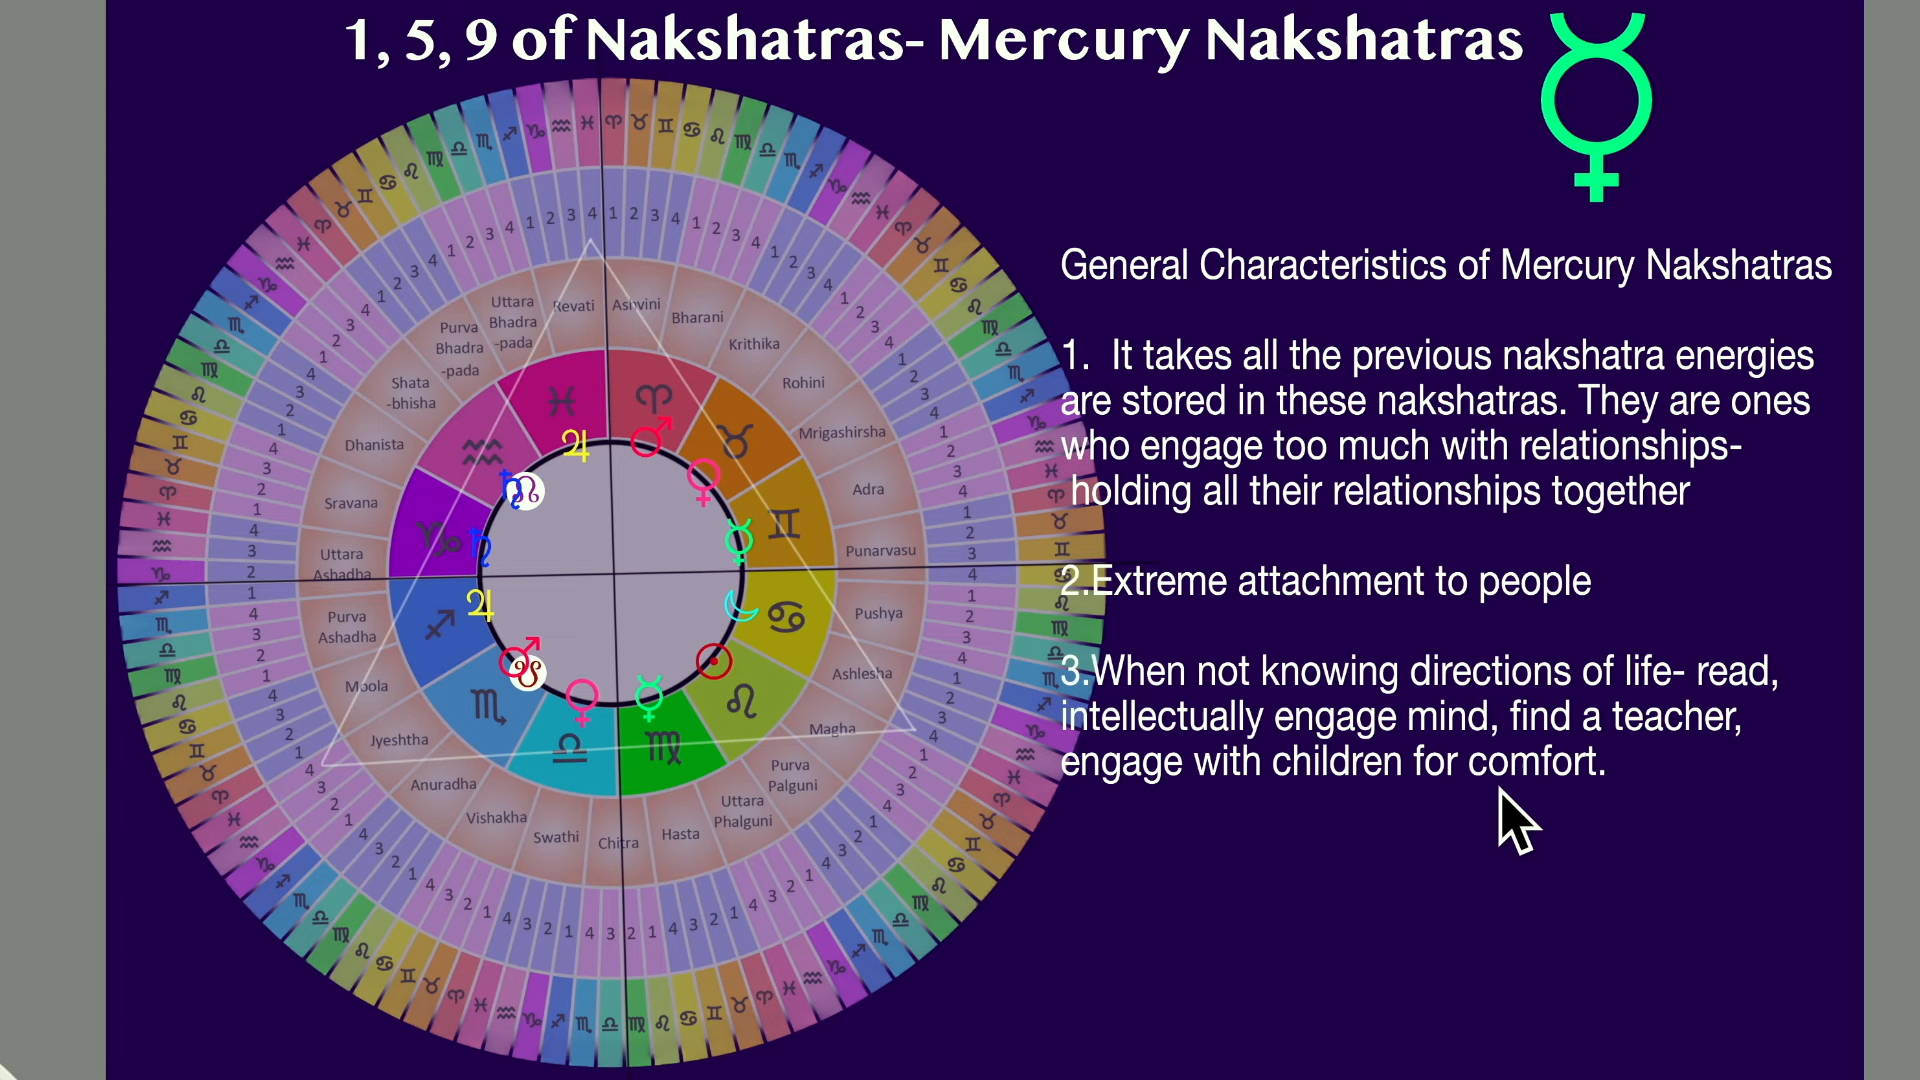 1, 5, 9 of Nakshatras- Mercury Nakshatras
General Characteristics of Mercury Nakshatras
1. It takes all the previous nakshatra energies
are stored in these nakshatras. They are ones
who engage too much with relationships-
holding all their relationships together
2.Extreme attachment to people
3.When not knowing directions of life- read,
intellectually engage mind, find a teacher,
engage with children for comfort.
Ashvini
Bharani
Krithika
Rohini
Mrigashirsha
Adra
Punarvasu
Pushya
Ashlesha
Magha
Purva
Palguni
Uttara
Phalguni
Hasta
Chitra
Swathi
Vishakha
Anuradha
Jyeshtha
Moola
Purva
Ashadha
Uttara
Ashadha
Sravana
Dhanista
Shata
-bhisha
Purva
Bhadra
-pada
Uttara
Bhadra
-pada
Revati